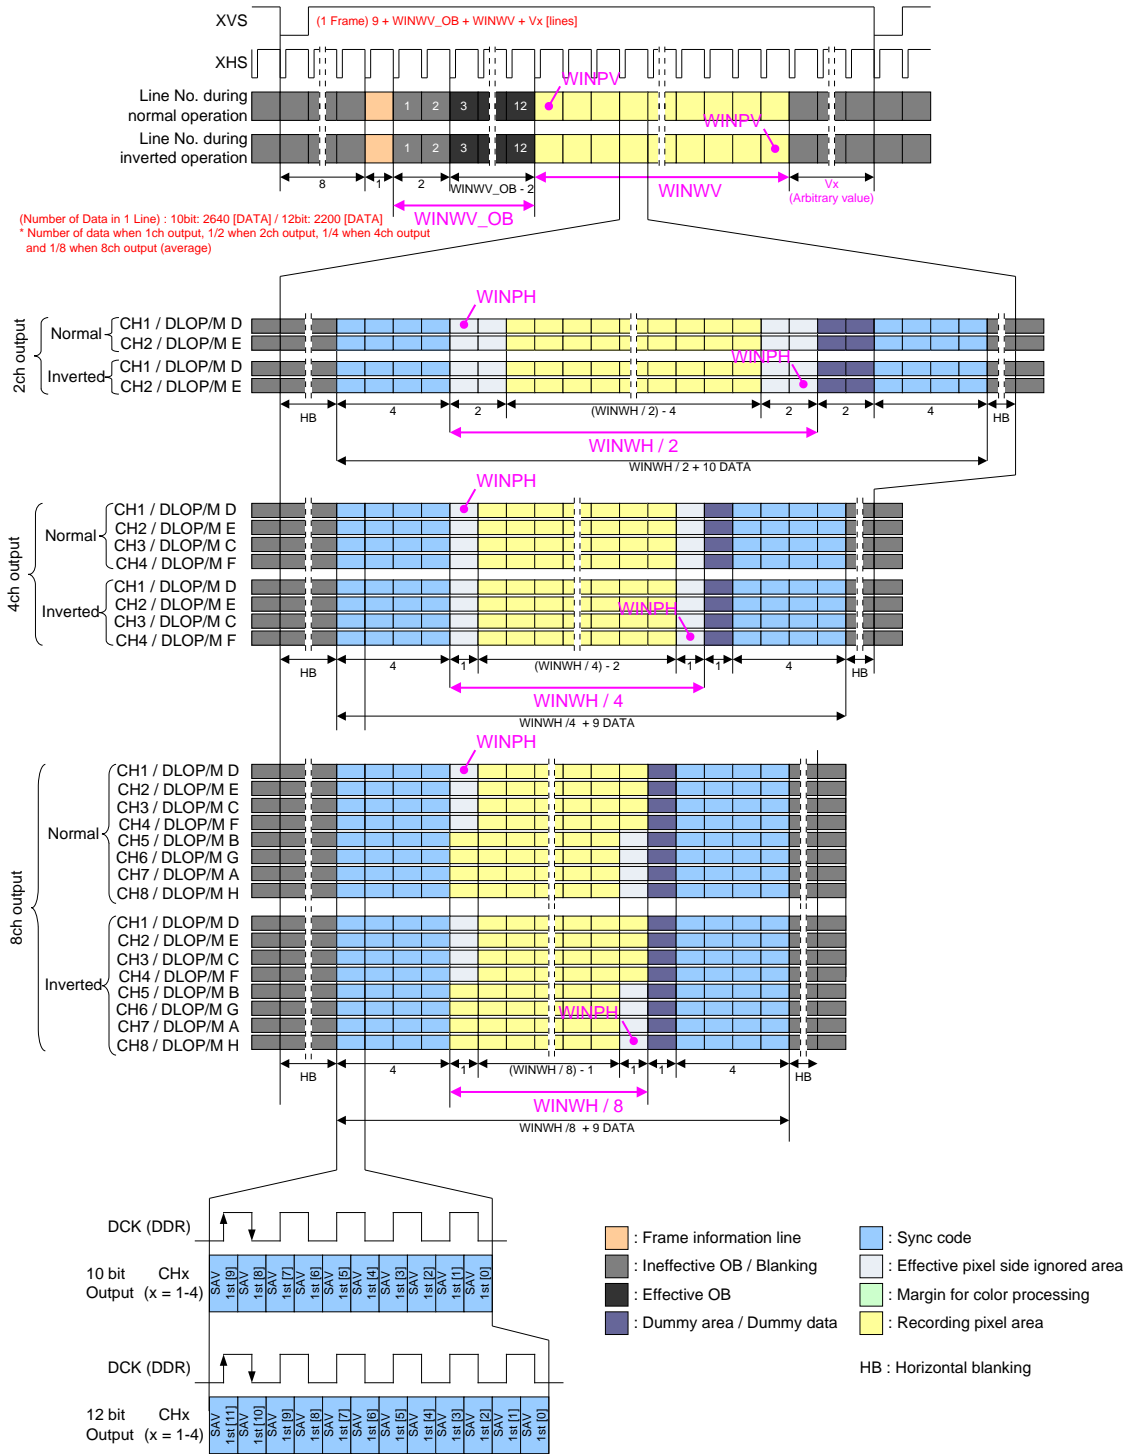 XVS
(1 Frame) 9 + WINWV_OB + WINWV + Vx [lines]
XHS
WINPV
Line No. during
normal operation
1 2 3 12
WINPV
Line No. during
inverted operation
1 2 3 12
8 1 2 WINWV_OB - 2 WINWV Vx
(Arbitrary value)
WINWV_OB
(Number of Data in 1 Line) : 10bit: 2640 [DATA] / 12bit: 2200 [DATA]
* Number of data when 1ch output, 1/2 when 2ch output, 1/4 when 4ch output
and 1/8 when 8ch output (average)
WINPH
2ch output
Normal
CH1 / DLOP/M D
CH2 / DLOP/M E
WINPH
Inverted
CH1 / DLOP/M D
CH2 / DLOP/M E
HB 4 2 (WINWH / 2) - 4 2 2 4 HB
WINWH / 2
WINWH / 2 + 10 DATA
WINPH
4ch output
Normal
CH1 / DLOP/M D
CH2 / DLOP/M E
CH3 / DLOP/M C
CH4 / DLOP/M F
Inverted
CH1 / DLOP/M D
CH2 / DLOP/M E
CH3 / DLOP/M C
CH4 / DLOP/M F
WINPH
HB 4 1 (WINWH / 4) - 2 1 1 4 HB
WINWH / 4
WINWH /4 + 9 DATA
WINPH
8ch output
Normal
CH1 / DLOP/M D
CH2 / DLOP/M E
CH3 / DLOP/M C
CH4 / DLOP/M F
CH5 / DLOP/M B
CH6 / DLOP/M G
CH7 / DLOP/M A
CH8 / DLOP/M H
Inverted
CH1 / DLOP/M D
CH2 / DLOP/M E
CH3 / DLOP/M C
CH4 / DLOP/M F
CH5 / DLOP/M B
CH6 / DLOP/M G
CH7 / DLOP/M A
CH8 / DLOP/M H
WINPH
HB 4 1 (WINWH / 8) - 1 1 1 4 HB
WINWH / 8
WINWH /8 + 9 DATA
DCK (DDR)
10 bit
Output
CHx
(x = 1-4)
SAV 1st [9]
SAV 1st [8]
SAV 1st [7]
SAV 1st [6]
SAV 1st [5]
SAV 1st [4]
SAV 1st [3]
SAV 1st [2]
SAV 1st [1]
SAV 1st [0]
DCK (DDR)
12 bit
Output
CHx
(x = 1-4)
SAV 1st [11]
SAV 1st [10]
SAV 1st [9]
SAV 1st [8]
SAV 1st [7]
SAV 1st [6]
SAV 1st [5]
SAV 1st [4]
SAV 1st [3]
SAV 1st [2]
SAV 1st [1]
SAV 1st [0]
: Frame information line
: Ineffective OB / Blanking
: Effective OB
: Dummy area / Dummy data
: Sync code
: Effective pixel side ignored area
: Margin for color processing
: Recording pixel area
HB : Horizontal blanking